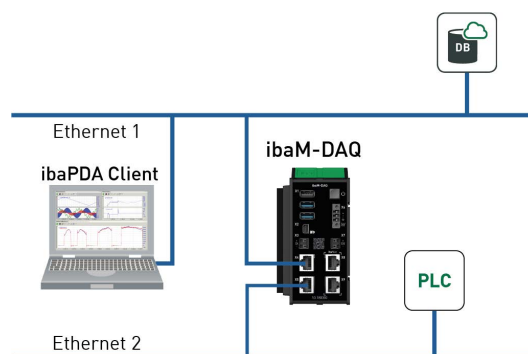 DB
Ethernet 1
ibaPDA Client
ibaM-DAQ
PLC
Ethernet 2